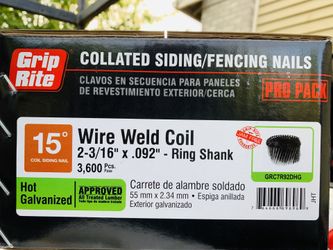 Grip
Rite
COLLATED SIDING/FENCING NAILS
CLAVOS EN SECUENCIA PARA PANELES
DE REVESTIMIENTO EXTERIOR/CERCA
PRO PACK
15°
COIL SIDING NAIL
Wire Weld Coil
2-3/16" x .092" - Ring Shank
3,600 Pcs.
GRCTR92DHG
Hot
Galvanized
APPROVED
All Treated Lumber
Carrete de alambre soldado
55 mm x 2.34 mm • Espiga anillada
Exterior galvanizado
JHT